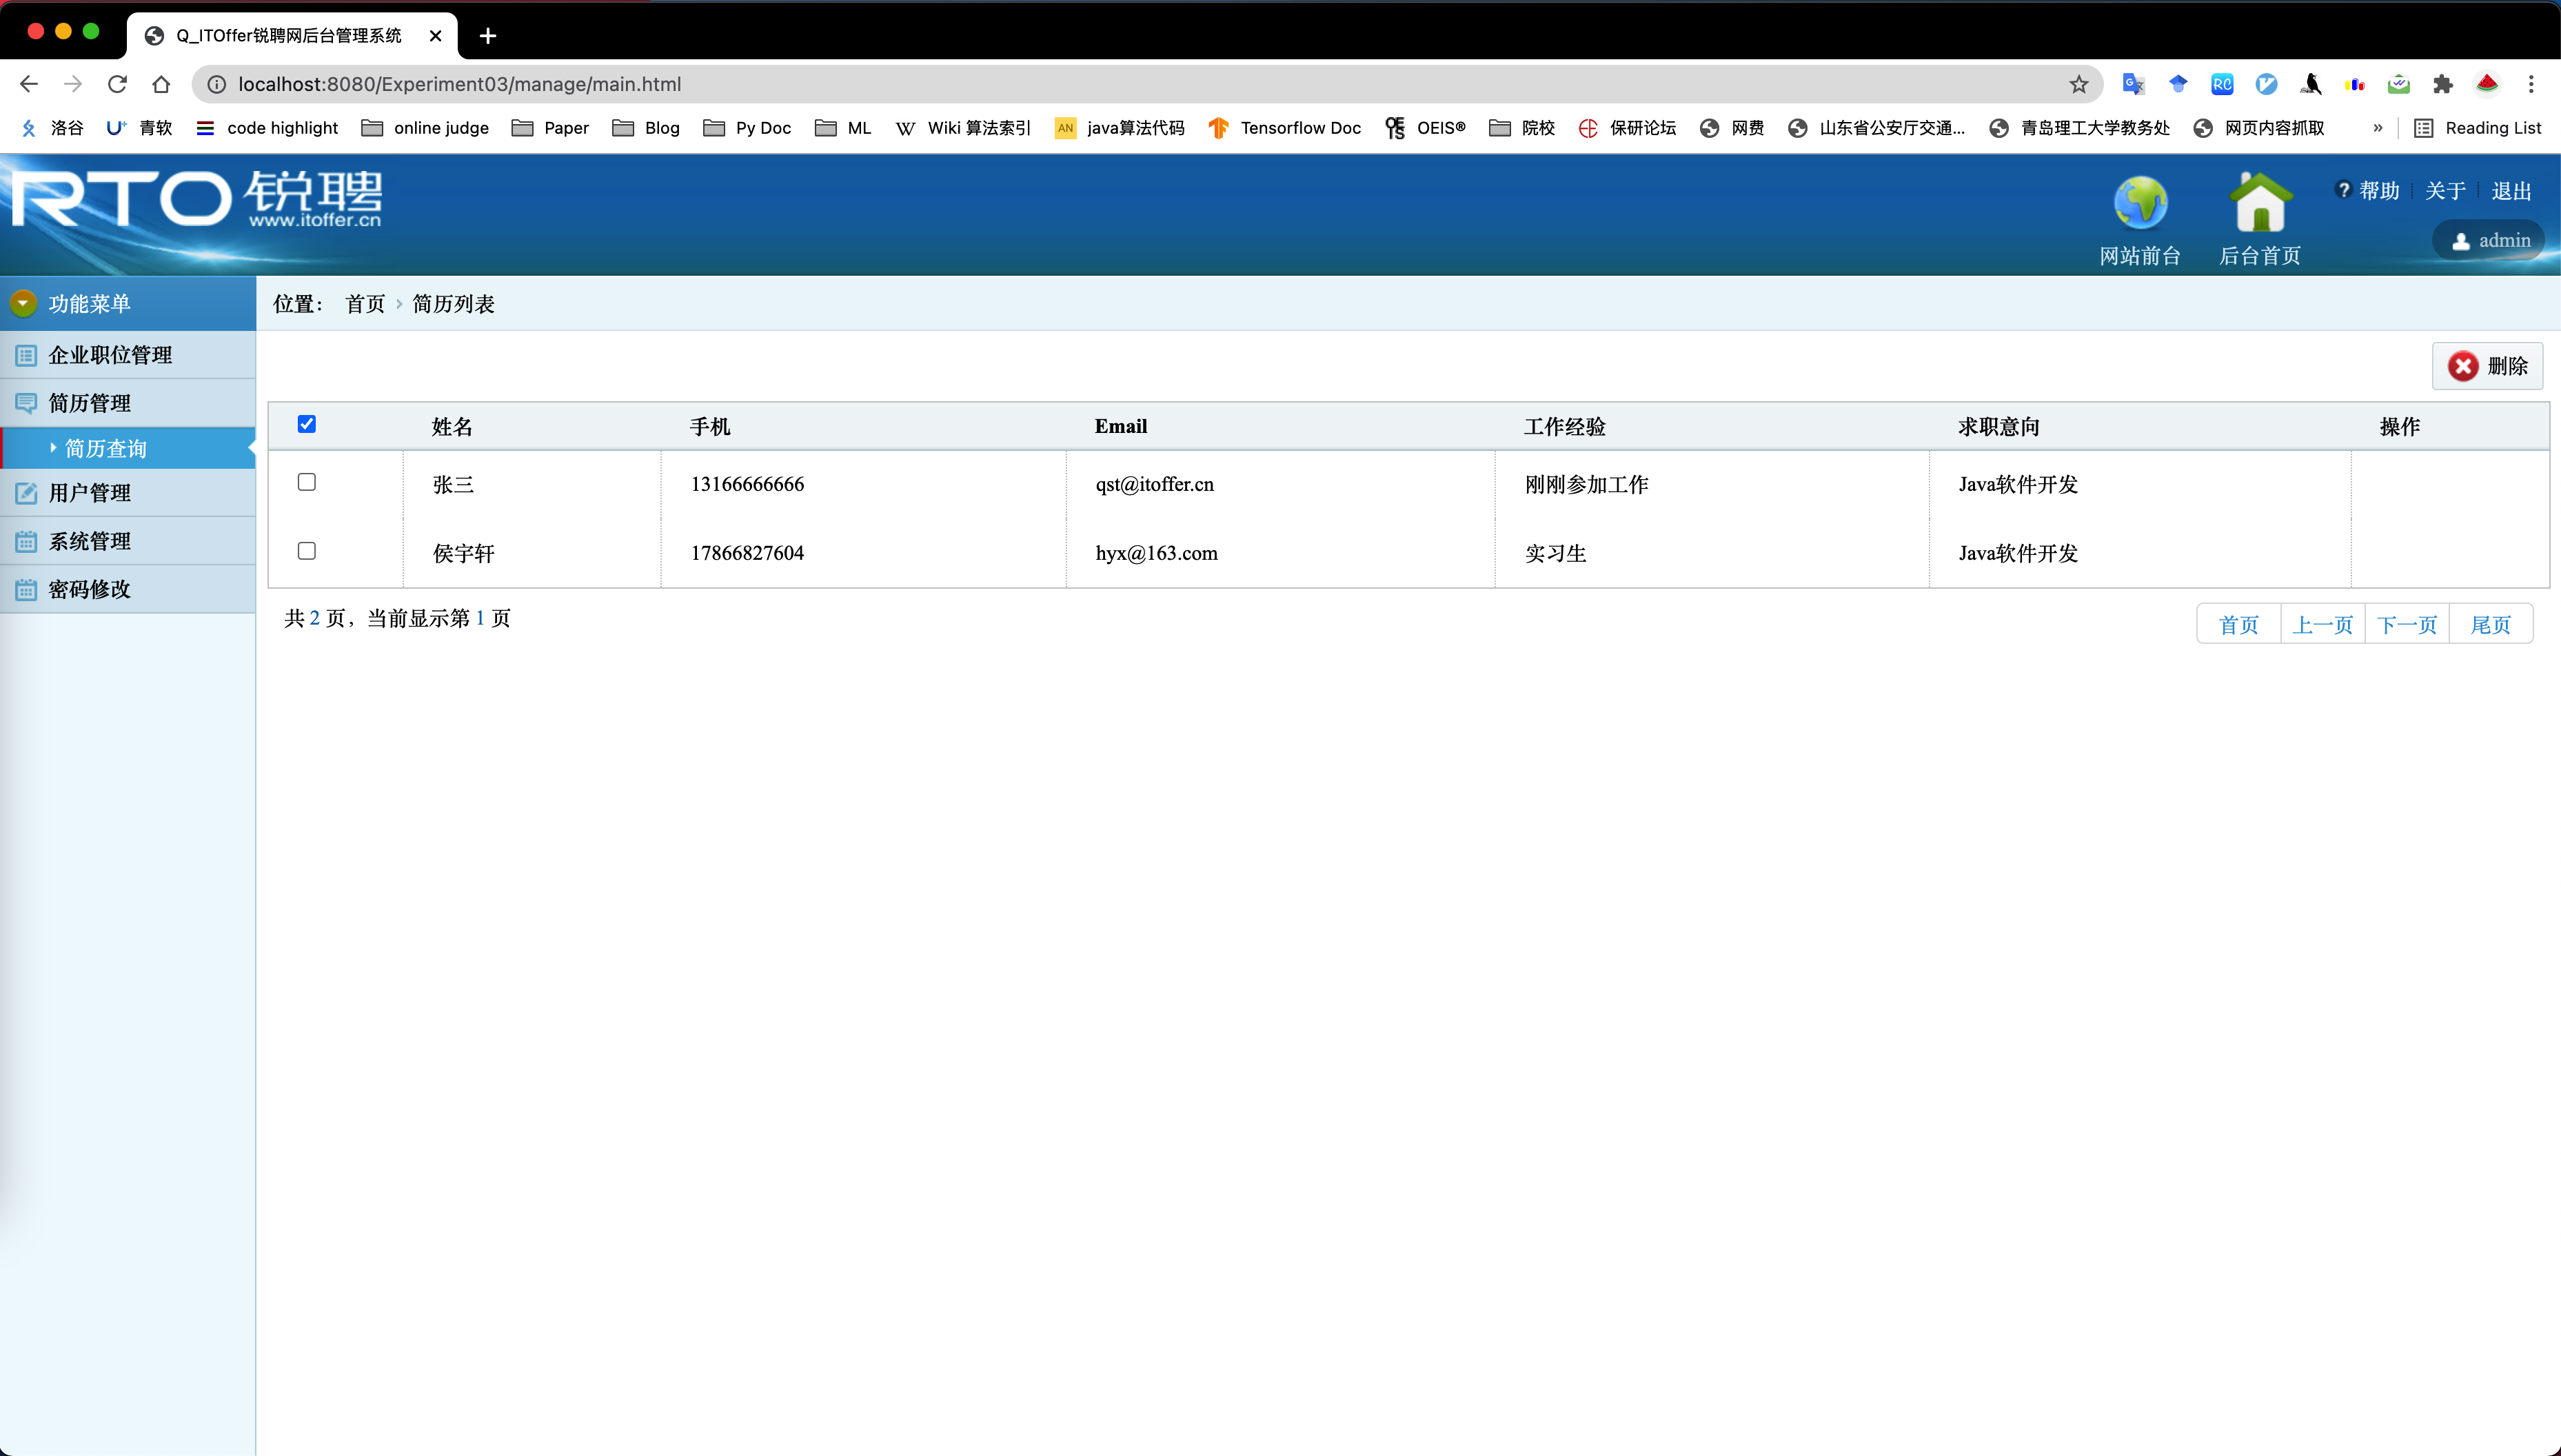 Q_ITOffer锐聘网后台管理系统
localhost:8080/Experiment03/manage/main.html
洛谷 青软 code highlight online judge Paper Blog Py Doc ML W Wiki 算法索引 AN java算法代码 Tensorflow Doc OEIS OEIS® 院校 保研论坛 网费 山东省公安厅交通... 青岛理工大学教务处 网页内容抓取 » Reading List
RTO 锐聘
www.itoffer.cn
网站前台 后台首页
帮助 关于 退出
admin
功能菜单
企业职位管理
简历管理
简历查询
用户管理
系统管理
密码修改
位置： 首页 › 简历列表
删除
姓名 手机 Email 工作经验 求职意向 操作
张三 13166666666 qst@itoffer.cn 刚刚参加工作 Java软件开发
侯宇轩 17866827604 hyx@163.com 实习生 Java软件开发
共 2 页，当前显示第 1 页
首页 上一页 下一页 尾页